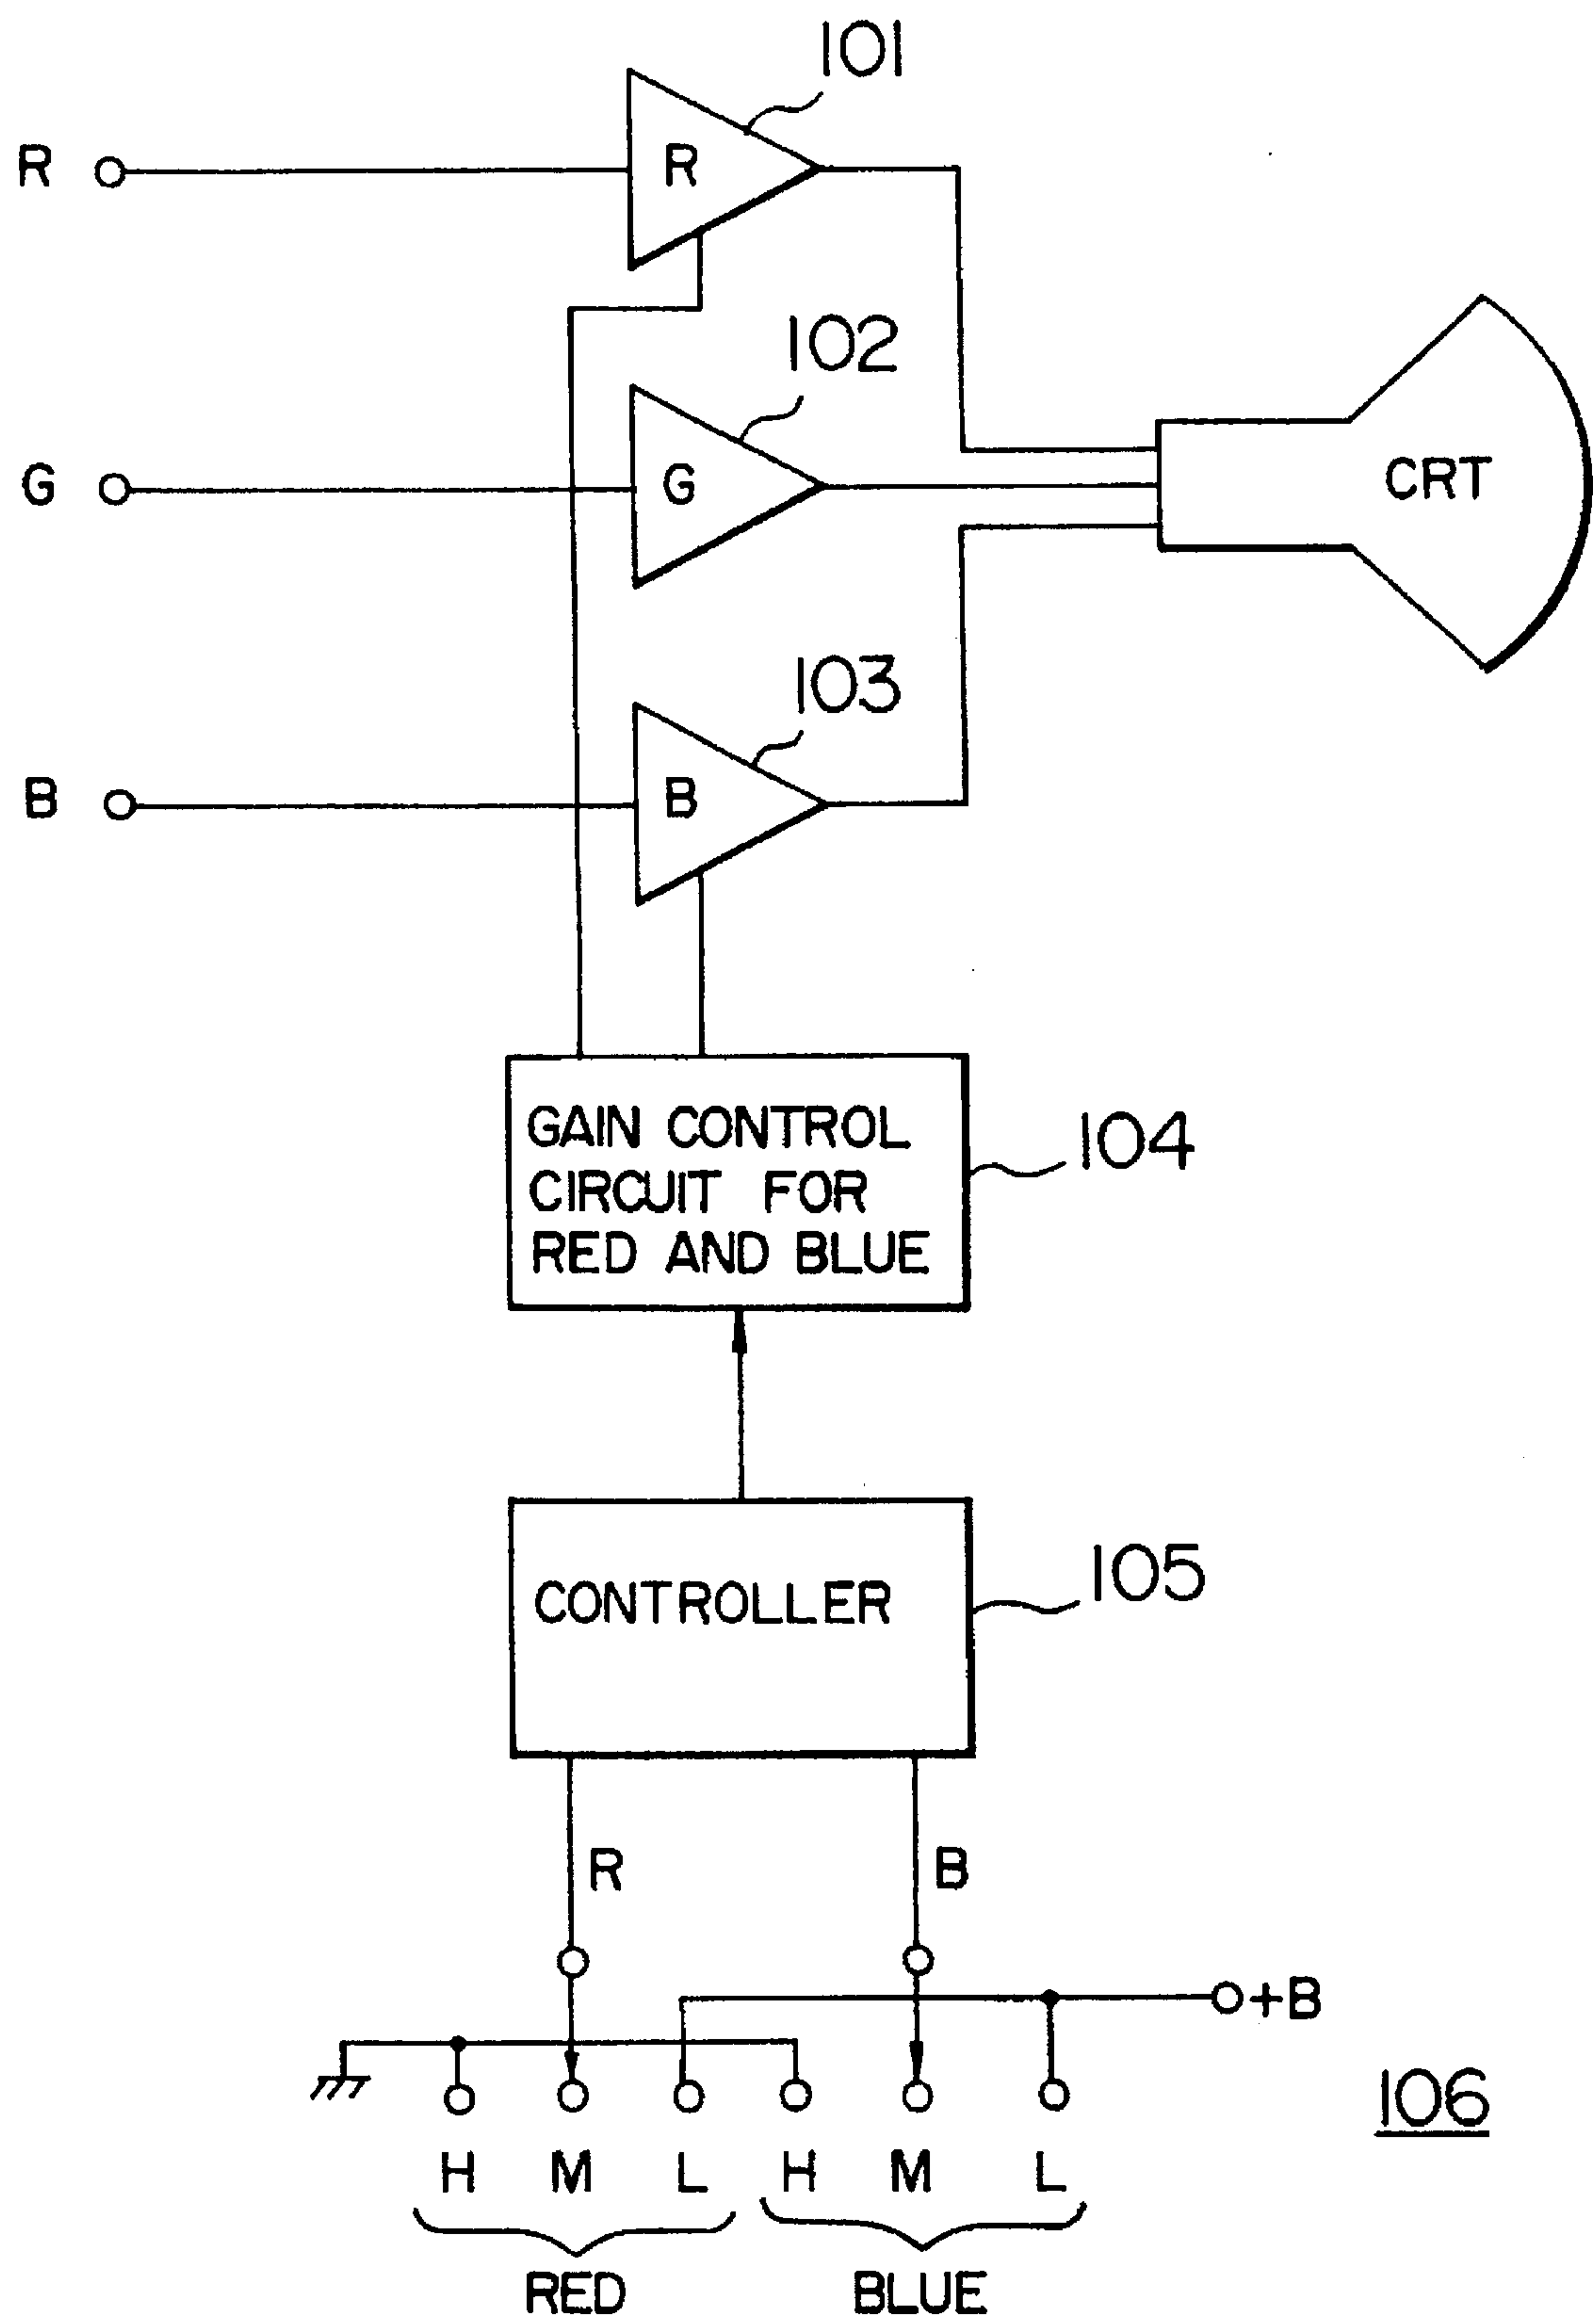 101
R
R
102
G
G
CRT
103
B
B
GAIN CONTROL
CIRCUIT FOR
RED AND BLUE
104
CONTROLLER
105
R
B
+B
106
H M L H M L
RED BLUE